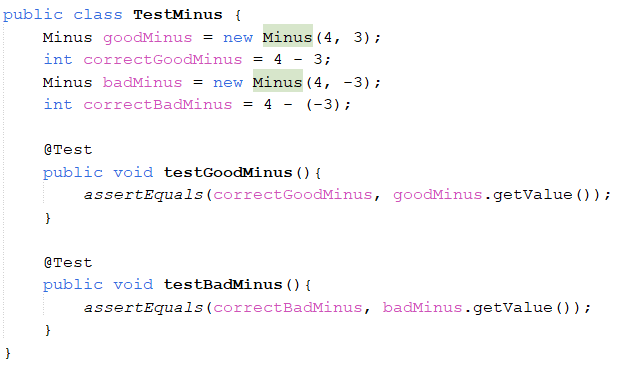 public class TestMinus {
    Minus goodMinus = new Minus(4, 3);
    int correctGoodMinus = 4 - 3;
    Minus badMinus = new Minus(4, -3);
    int correctBadMinus = 4 - (-3);

    @Test
    public void testGoodMinus(){
        assertEquals(correctGoodMinus, goodMinus.getValue());
    }

    @Test
    public void testBadMinus(){
        assertEquals(correctBadMinus, badMinus.getValue());
    }
}